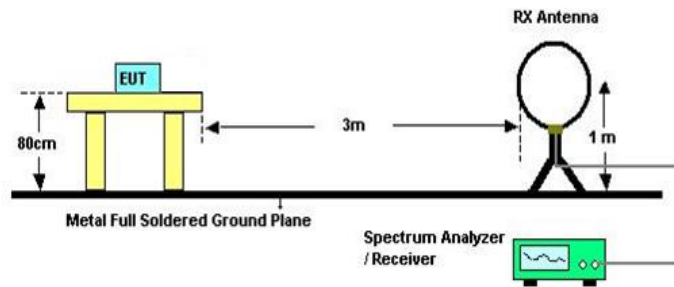 RX Antenna
EUT
3m
80cm
1 m
Metal Full Soldered Ground Plane
Spectrum Analyzer
/ Receiver